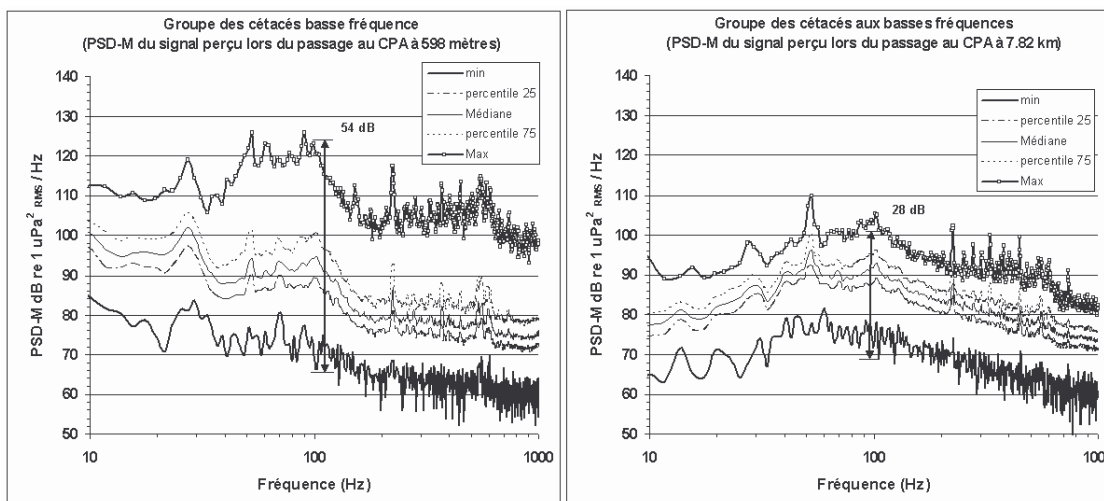 Groupe des cétacés basse fréquence
(PSD-M du signal perçu lors du passage au CPA à 598 mètres)
PSD-M dB re 1 uPa² RMS / Hz
140
130
120
110
100
90
80
70
60
50
54 dB
min
percentile 25
Médiane
percentile 75
Max
10
100
1000
Fréquence (Hz)
Groupe des cétacés aux basses fréquences
(PSD-M du signal perçu lors du passage au CPA à 7.82 km)
PSD-M dB re 1 uPa² RMS / Hz
140
130
120
110
100
90
80
70
60
50
28 dB
min
percentile 25
Médiane
percentile 75
Max
10
100
100
Fréquence (Hz)